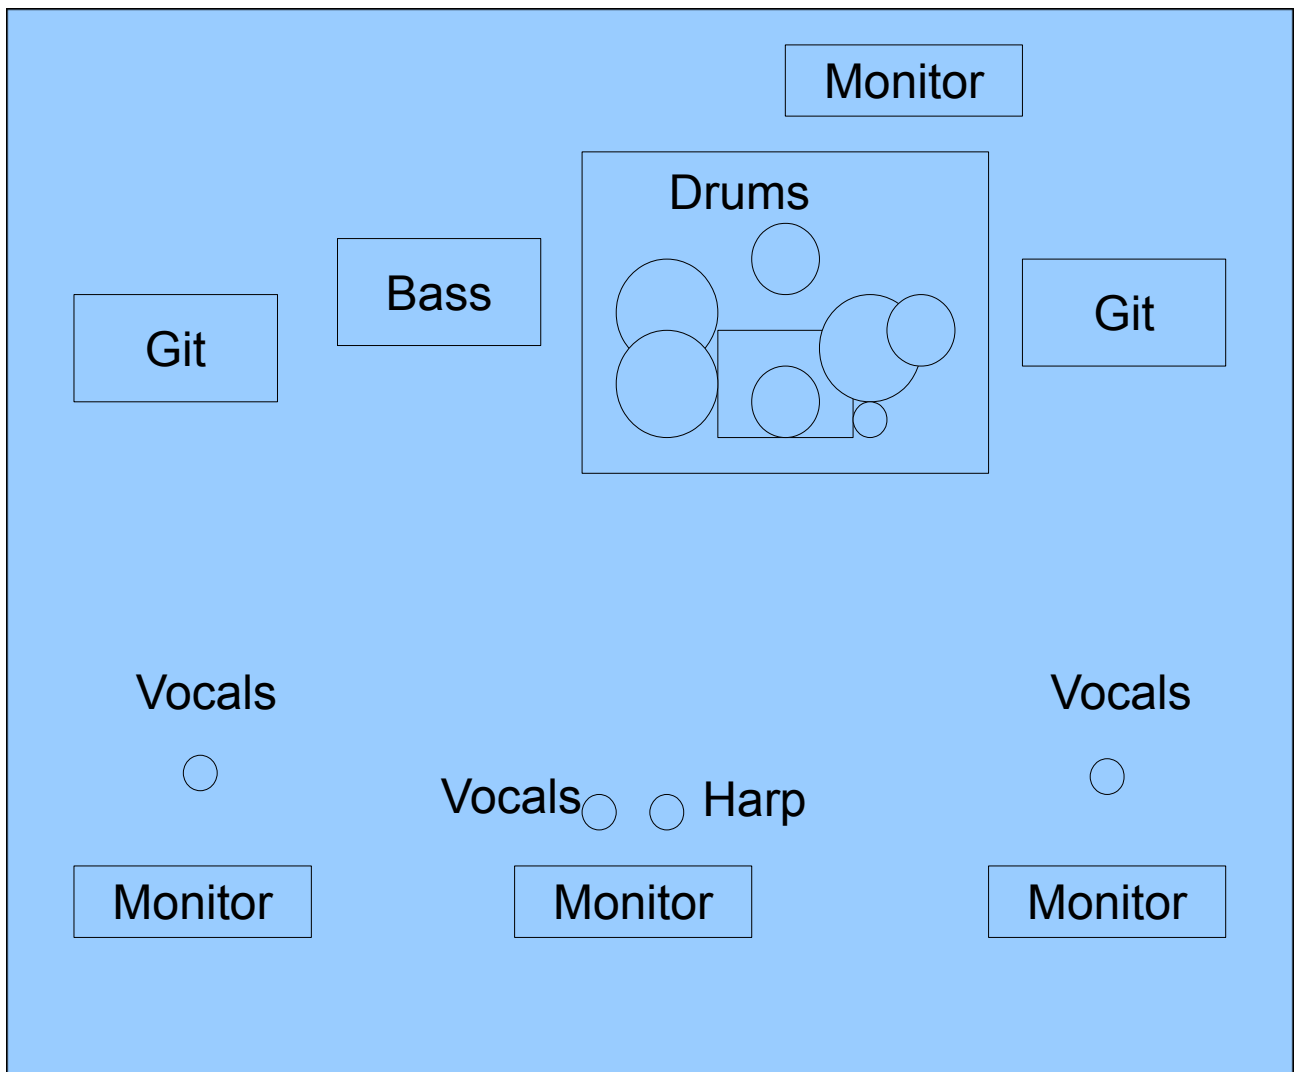 Monitor
Drums
Bass
Git
Git
Vocals
Vocals
Vocals
Harp
Monitor
Monitor
Monitor